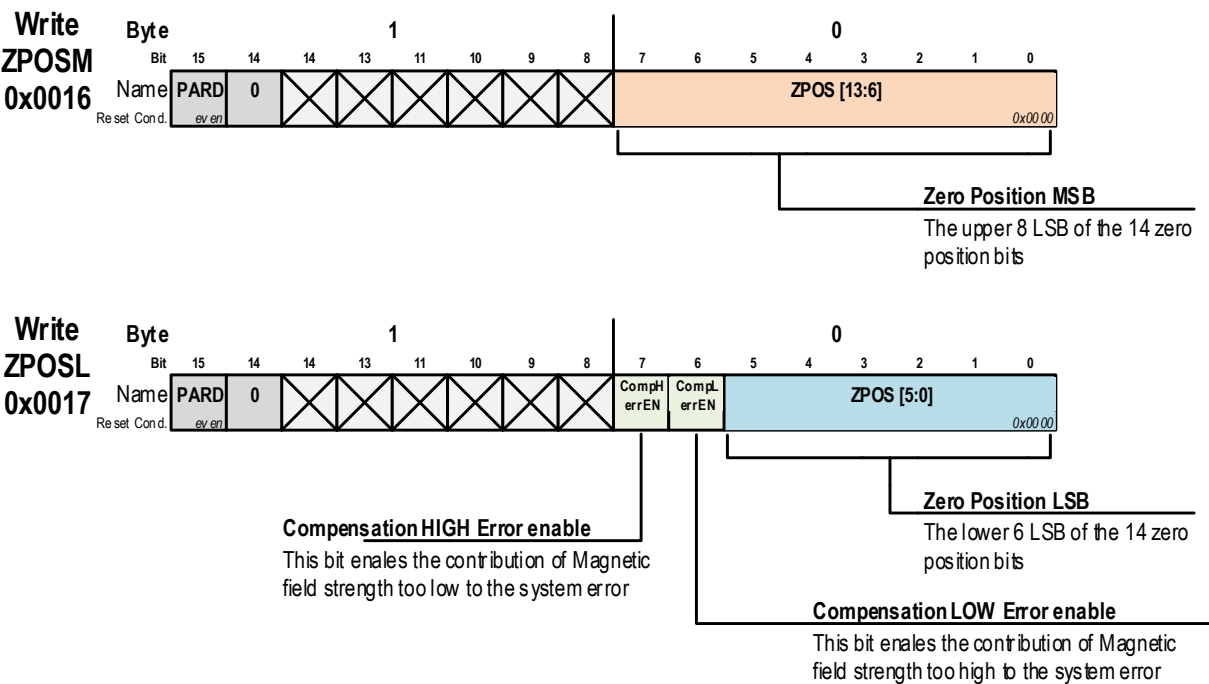 Write
ZPOSM
0x0016
Byte 1 0
Bit 15 14 14 13 11 10 9 8 7 6 5 4 3 2 1 0
Name PARD 0 ZPOS [13:6]
Reset Cond. even 0x0000
Zero Position MSB
The upper 8 LSB of the 14 zero
position bits
Write
ZPOSL
0x0017
Byte 1 0
Bit 15 14 14 13 11 10 9 8 7 6 5 4 3 2 1 0
Name PARD 0 CompH errEN CompL errEN ZPOS [5:0]
Reset Cond. even 0x0000
Zero Position LSB
The lower 6 LSB of the 14 zero
position bits
Compensation HIGH Error enable
This bit enales the contribution of Magnetic
field strength too low to the system error
Compensation LOW Error enable
This bit enales the contribution of Magnetic
field strength too high to the system error